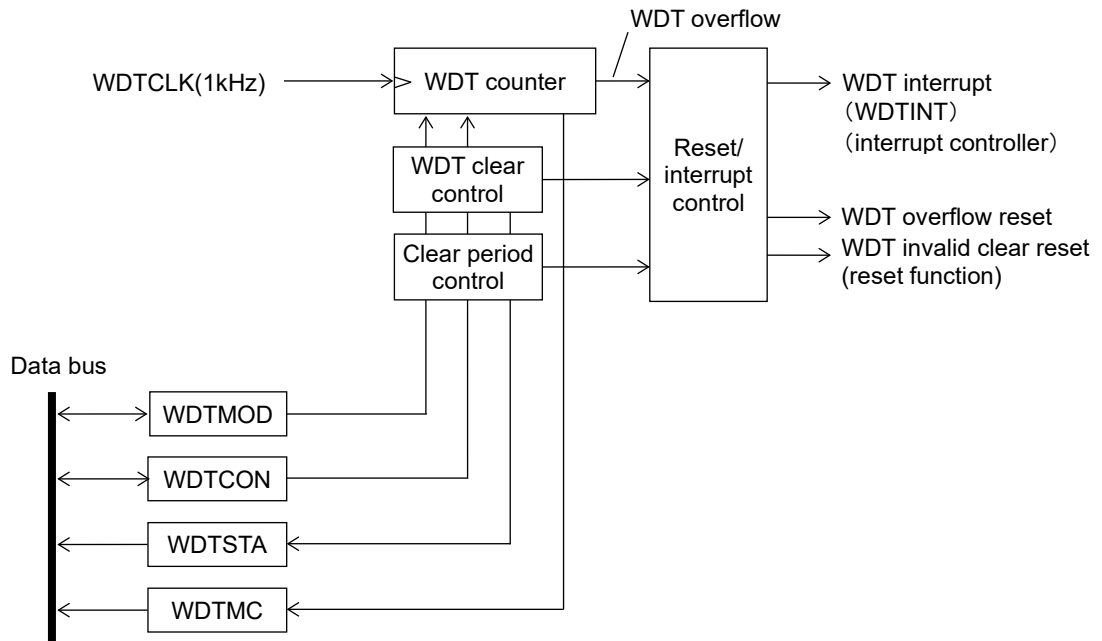 WDT overflow
WDTCLK(1kHz)
WDT counter
WDT interrupt
（WDTINT）
（interrupt controller）
WDT clear
control
Reset/
interrupt
control
WDT overflow reset
WDT invalid clear reset
(reset function)
Clear period
control
Data bus
WDTMOD
WDTCON
WDTSTA
WDTMC